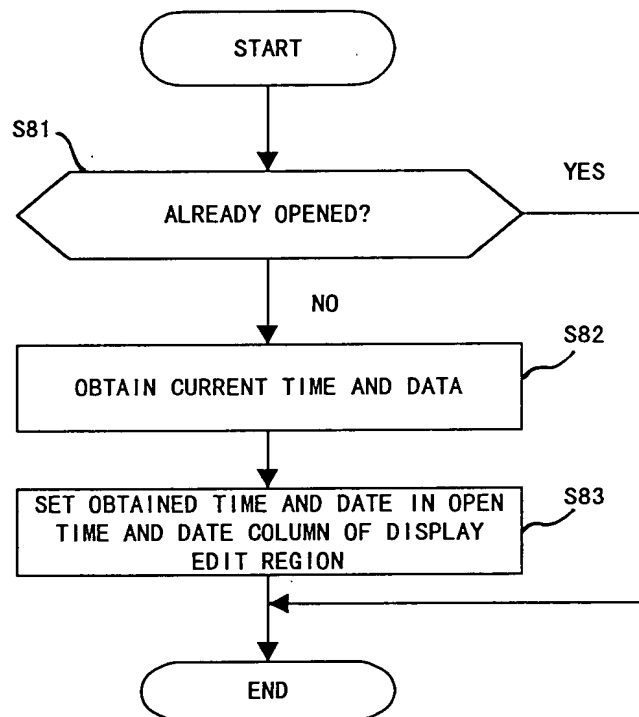 START
S81
ALREADY OPENED?
YES
NO
S82
OBTAIN CURRENT TIME AND DATA
S83
SET OBTAINED TIME AND DATE IN OPEN
TIME AND DATE COLUMN OF DISPLAY
EDIT REGION
END